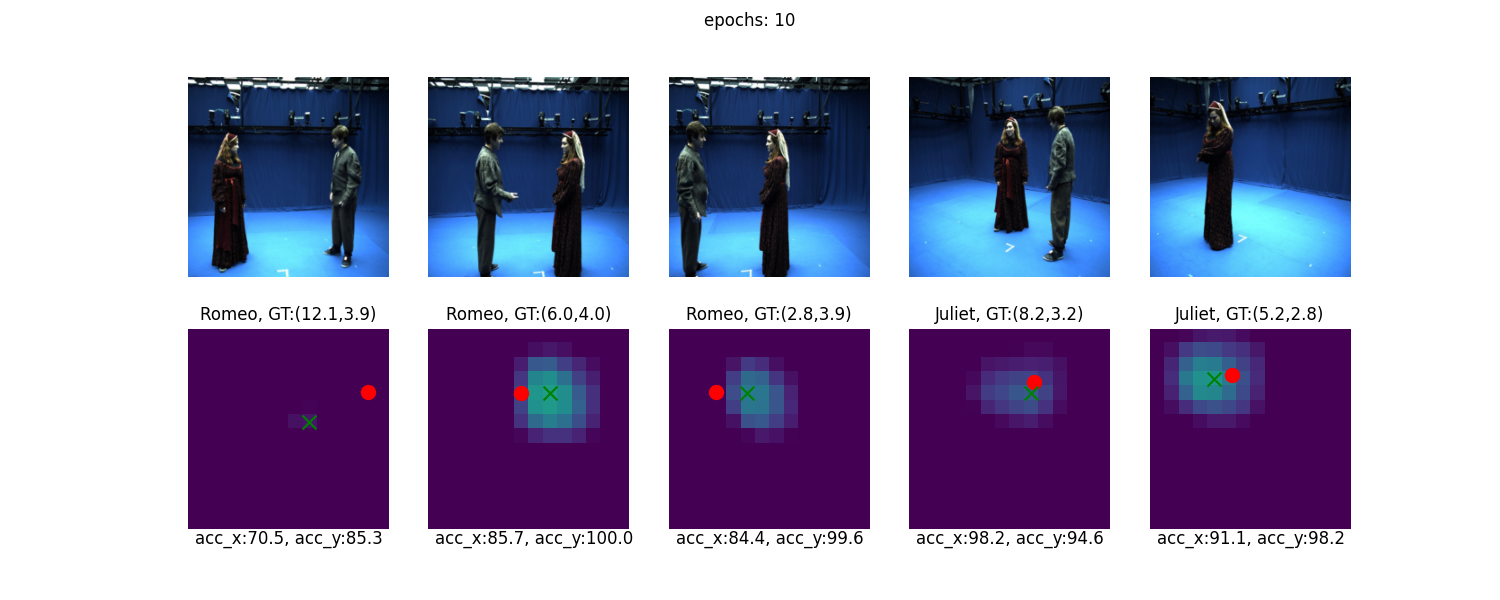 epochs: 10
Romeo, GT:(12.1,3.9)
Romeo, GT:(6.0,4.0)
Romeo, GT:(2.8,3.9)
Juliet, GT:(8.2,3.2)
Juliet, GT:(5.2,2.8)
acc_x:70.5, acc_y:85.3
acc_x:85.7, acc_y:100.0
acc_x:84.4, acc_y:99.6
acc_x:98.2, acc_y:94.6
acc_x:91.1, acc_y:98.2